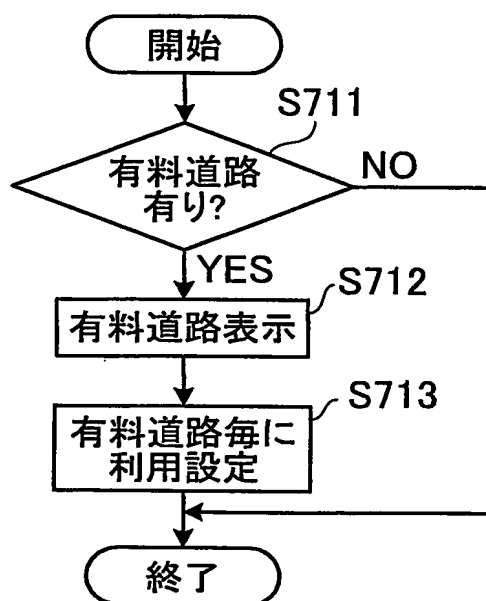 開始
S711
有料道路
有り?
NO
YES
S712
有料道路表示
S713
有料道路毎に
利用設定
終了